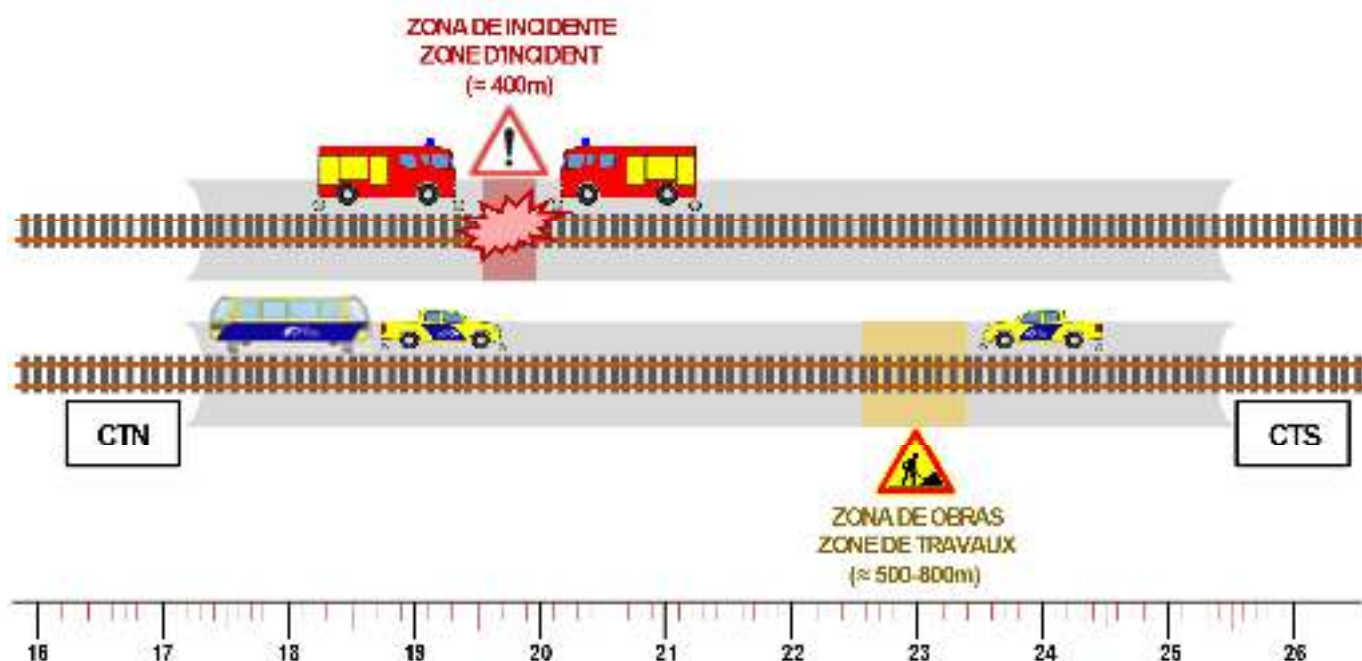 ZONA DE INCIDENTE
ZONE D'INCIDENT
(≈ 400m)
CTN
CTS
ZONA DE OBRAS
ZONE DE TRAVAUX
(≈ 500-800m)
16 17 18 19 20 21 22 23 24 25 26